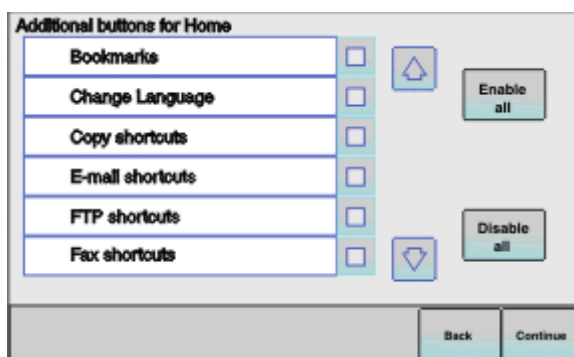 Additional buttons for Home
Bookmarks
Change Language
Copy shortcuts
E-mail shortcuts
FTP shortcuts
Fax shortcuts
Enable
all
Disable
all
Back
Continue